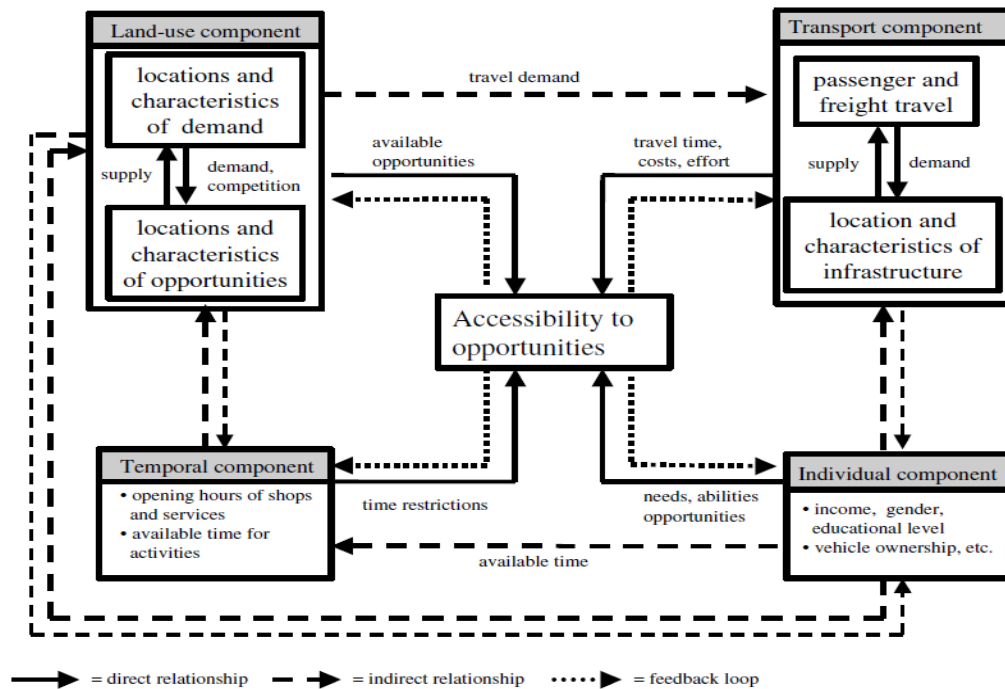 Land-use component
locations and
characteristics
of demand
supply
demand,
competition
locations and
characteristics
of opportunities
travel demand
available
opportunities
travel time,
costs, effort
Transport component
passenger and
freight travel
supply
demand
location and
characteristics of
infrastructure
Accessibility to
opportunities
Temporal component
• opening hours of shops
and services
• available time for
activities
time restrictions
needs, abilities
opportunities
available time
Individual component
• income, gender,
educational level
• vehicle ownership, etc.
= direct relationship
= indirect relationship
= feedback loop